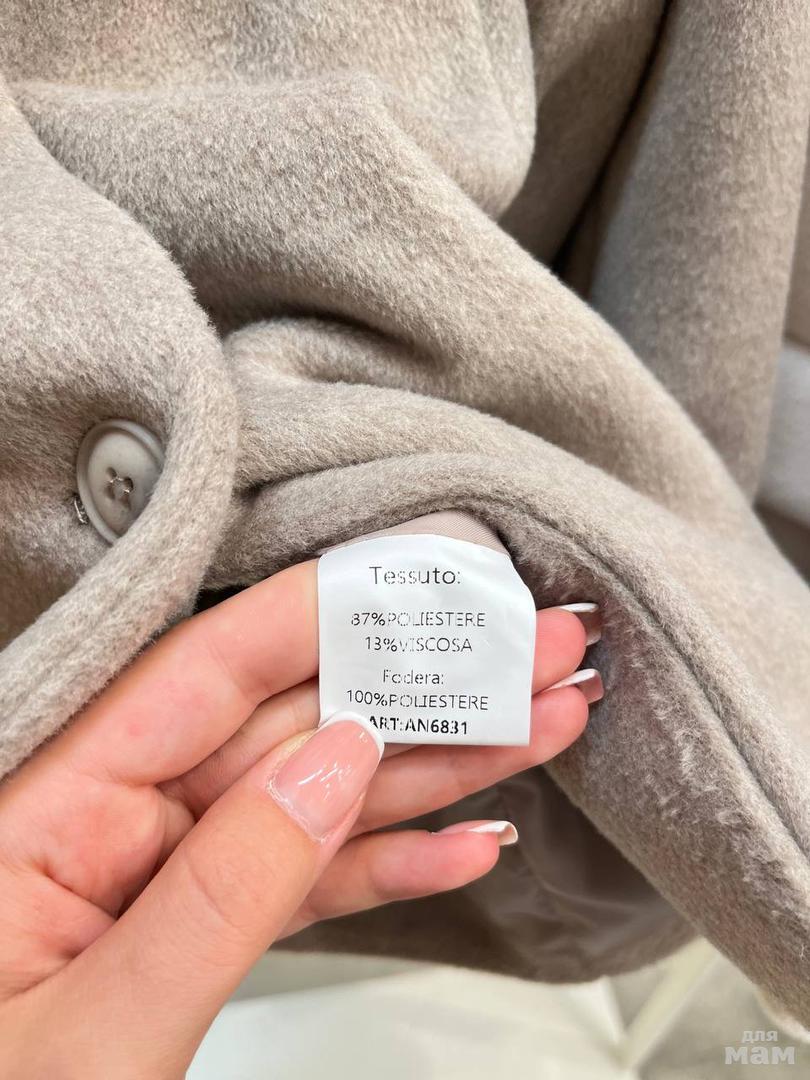 Tessuto:
87%POLIESTERE
13%VISCOSA
Fodera:
100%POLIESTERE
ART:AN6831
для
мам